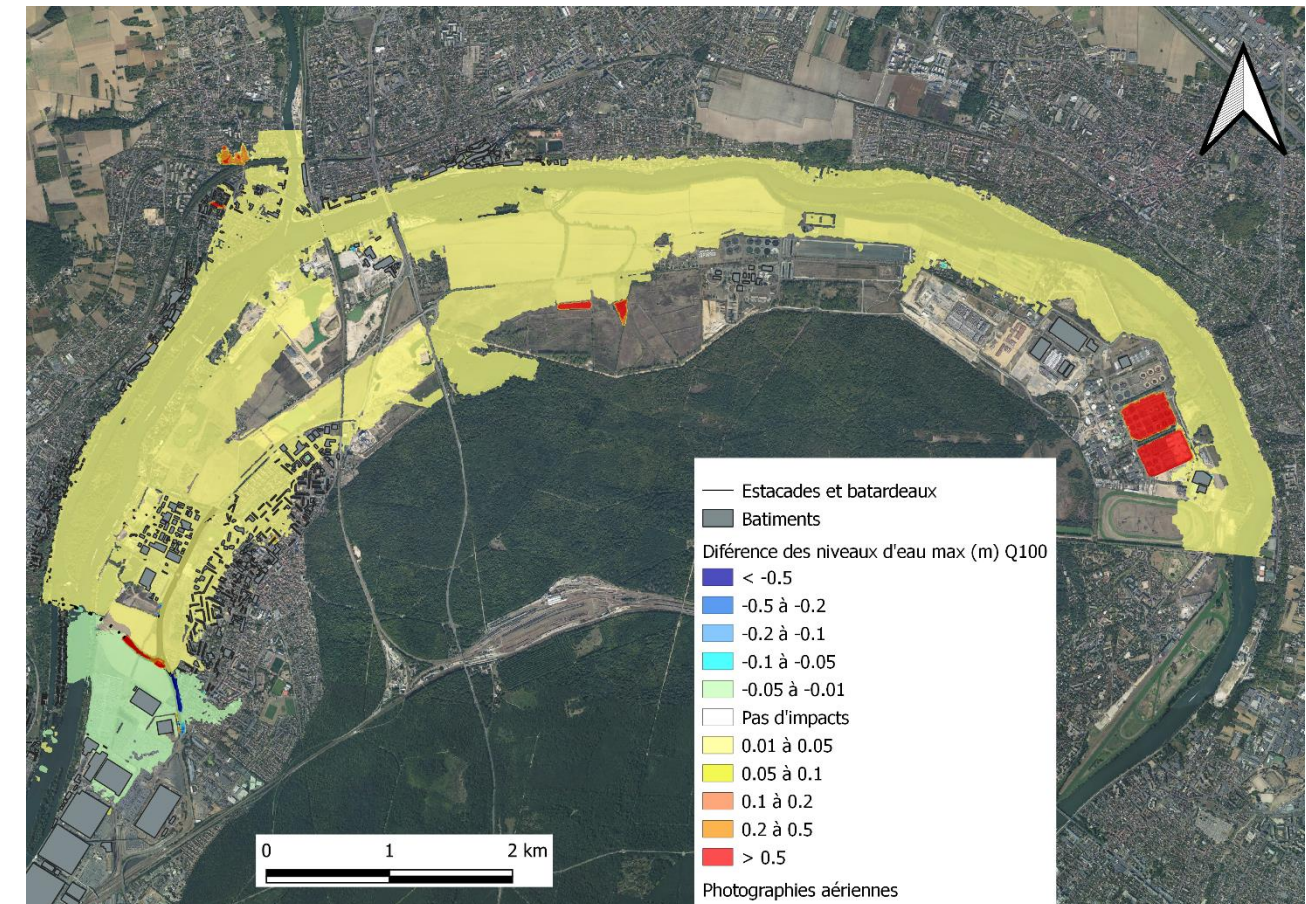 Estacades et batardeaux
Batiments
Diférence des niveaux d'eau max (m) Q100
< -0.5
-0.5 à -0.2
-0.2 à -0.1
-0.1 à -0.05
-0.05 à -0.01
Pas d'impacts
0.01 à 0.05
0.05 à 0.1
0.1 à 0.2
0.2 à 0.5
> 0.5
Photographies aériennes
0 1 2 km